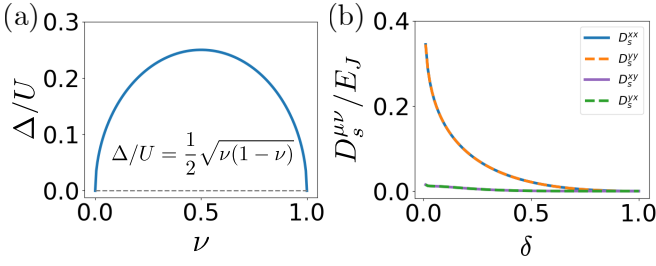 (a)
0.3
0.2
0.1
0.0
Δ/U
Δ/U = 1/2 √ν(1 − ν)
0.0 0.5 1.0
ν
(b)
0.4
0.2
0.0
D_s^{μν}/E_J
D_s^{xx}
D_s^{yy}
D_s^{xy}
D_s^{yx}
0.0 0.5 1.0
δ